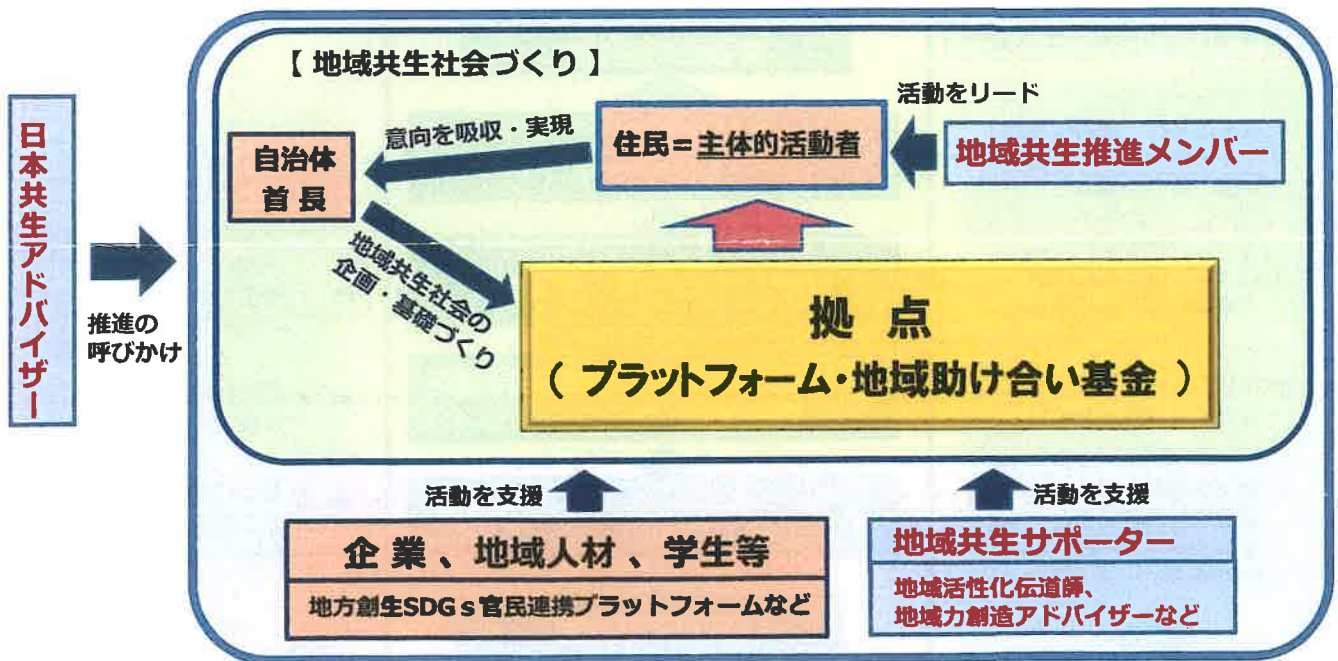 【 地域共生社会づくり 】
日本共生アドバイザー
推進の
呼びかけ
自治体
首 長
意向を吸収・実現
住民=主体的活動者
活動をリード
地域共生推進メンバー
地域共生社会の
企画・基礎づくり
拠 点
( プラットフォーム・地域助け合い基金 )
活動を支援
企 業 、地域人材 、学生等
地方創生SDGs官民連携プラットフォームなど
活動を支援
地域共生サポーター
地域活性化伝道師、
地域力創造アドバイザーなど